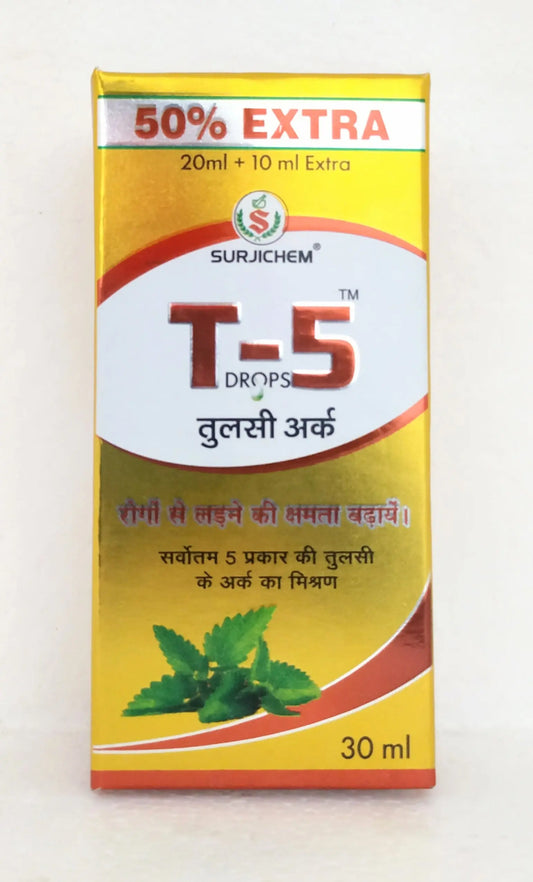 50% EXTRA
20ml + 10 ml Extra
S
SURJICHEM®
T-5™
DROPS
तुलसी अर्क
रोगों से लड़ने की क्षमता बढ़ायें।
सर्वोतम 5 प्रकार की तुलसी
के अर्क का मिश्रण
30 ml